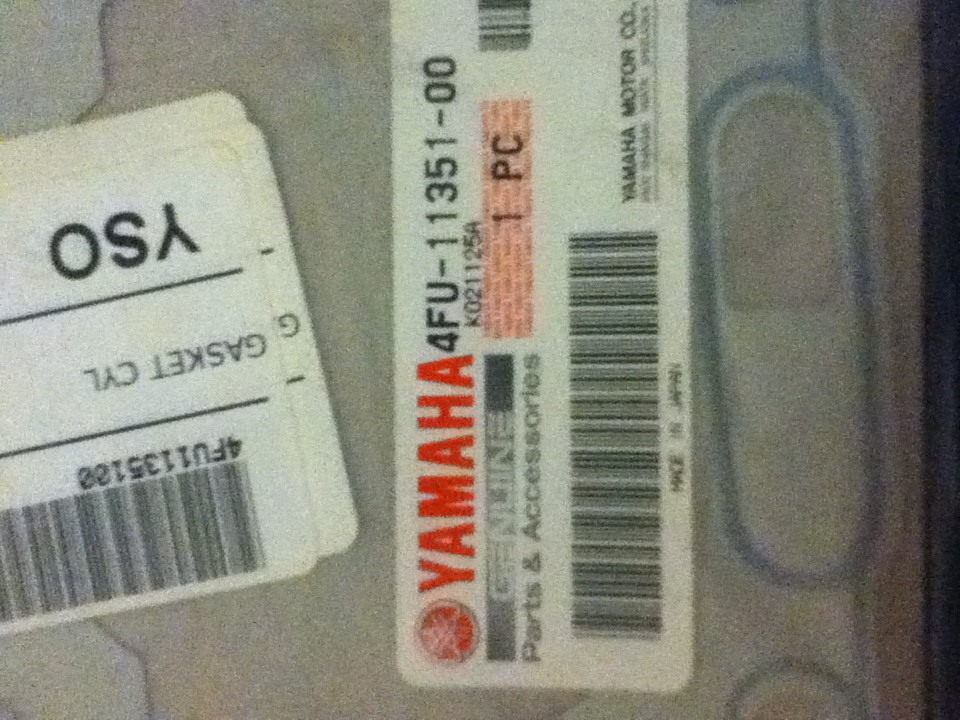 YSO
GASKET CYL
G
4FU1135100
YAMAHA 4FU-11351-00
K021125A
GENUINE
1 PC
Parts & Accessories
MADE IN JAPAN
YAMAHA MOTOR CO.,